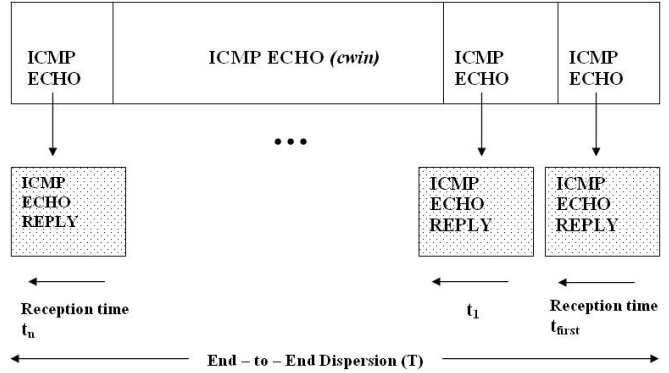 ICMP
ECHO
ICMP ECHO (cwin)
ICMP
ECHO
ICMP
ECHO
...
ICMP
ECHO
REPLY
ICMP
ECHO
REPLY
ICMP
ECHO
REPLY
Reception time
tn
t1
Reception time
tfirst
End – to – End Dispersion (T)